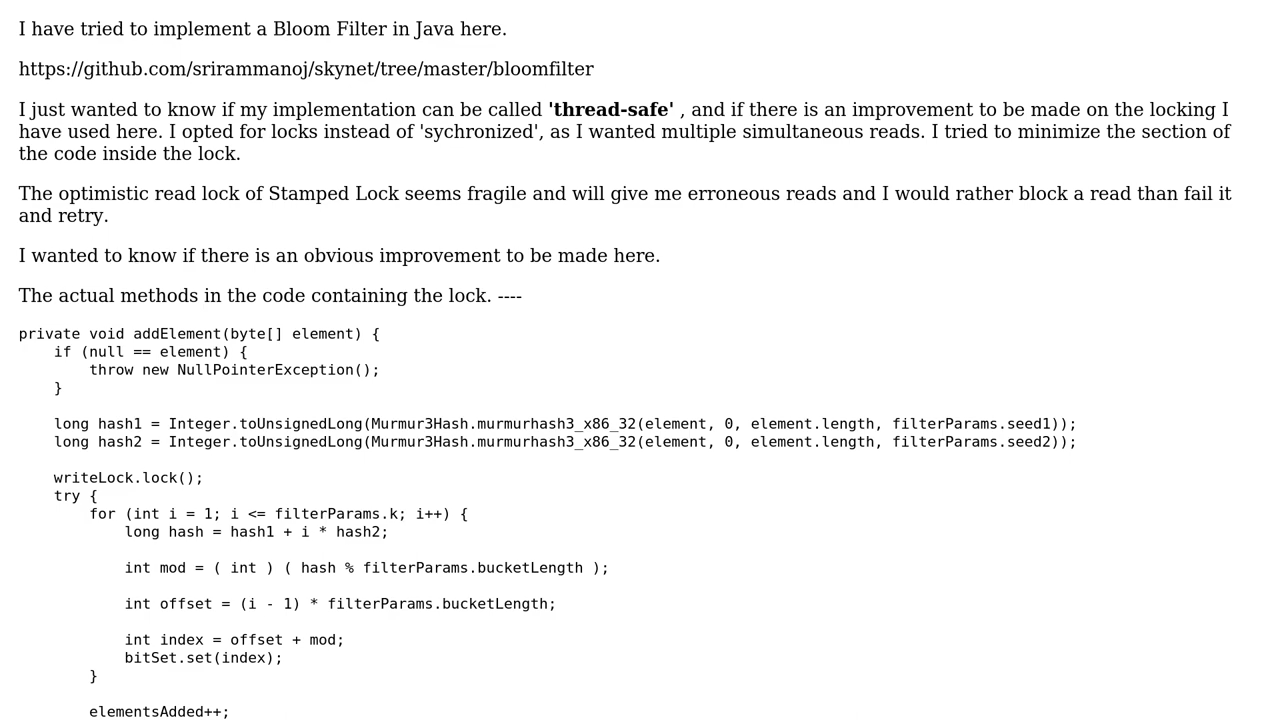 I have tried to implement a Bloom Filter in Java here.
https://github.com/srirammanoj/skynet/tree/master/bloomfilter
I just wanted to know if my implementation can be called 'thread-safe' , and if there is an improvement to be made on the locking I
have used here. I opted for locks instead of 'sychronized', as I wanted multiple simultaneous reads. I tried to minimize the section of
the code inside the lock.
The optimistic read lock of Stamped Lock seems fragile and will give me erroneous reads and I would rather block a read than fail it
and retry.
I wanted to know if there is an obvious improvement to be made here.
The actual methods in the code containing the lock. ----
private void addElement(byte[] element) {
    if (null == element) {
        throw new NullPointerException();
    }
    long hash1 = Integer.toUnsignedLong(Murmur3Hash.murmurhash3_x86_32(element, 0, element.length, filterParams.seed1));
    long hash2 = Integer.toUnsignedLong(Murmur3Hash.murmurhash3_x86_32(element, 0, element.length, filterParams.seed2));
    writeLock.lock();
    try {
        for (int i = 1; i <= filterParams.k; i++) {
            long hash = hash1 + i * hash2;
            int mod = ( int ) ( hash % filterParams.bucketLength );
            int offset = (i - 1) * filterParams.bucketLength;
            int index = offset + mod;
            bitSet.set(index);
        }
        elementsAdded++;